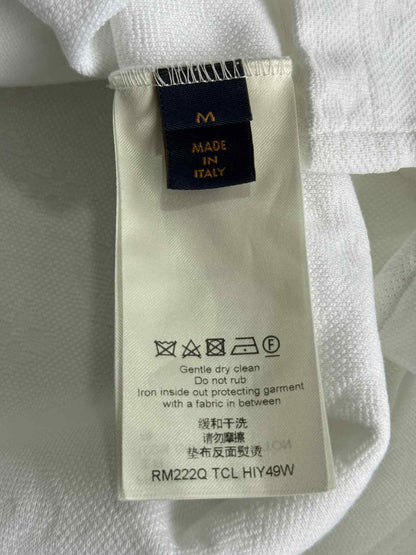 M
MADE
IN
ITALY
F
Gentle dry clean
Do not rub
Iron inside out protecting garment
with a fabric in between
缓和干洗
请勿摩擦
垫布反面熨烫
RM222Q TCL HIY49W